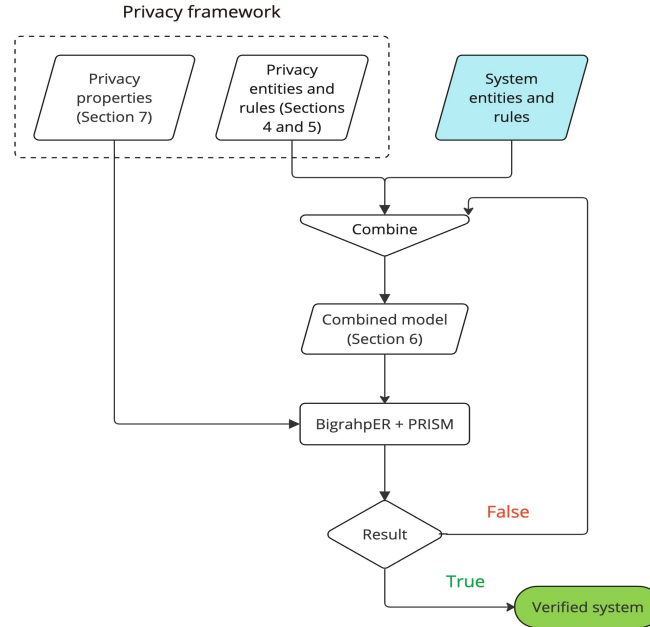 Privacy framework
Privacy
properties
(Section 7)
Privacy
entities and
rules (Sections
4 and 5)
System
entities and
rules
Combine
Combined model
(Section 6)
BigrahpER + PRISM
Result
False
True
Verified system